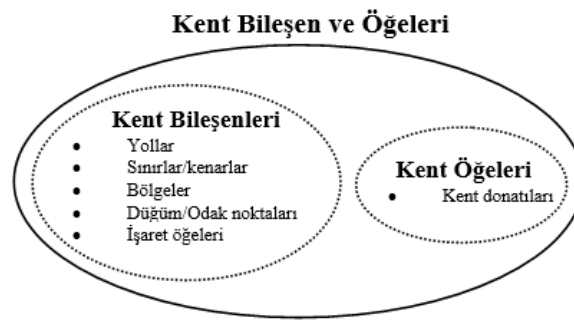 Kent Bileşen ve Öğeleri
Kent Bileşenleri
• Yollar
• Sınırlar/kenarlar
• Bölgeler
• Düğüm/Odak noktaları
• İşaret öğeleri
Kent Öğeleri
• Kent donatıları